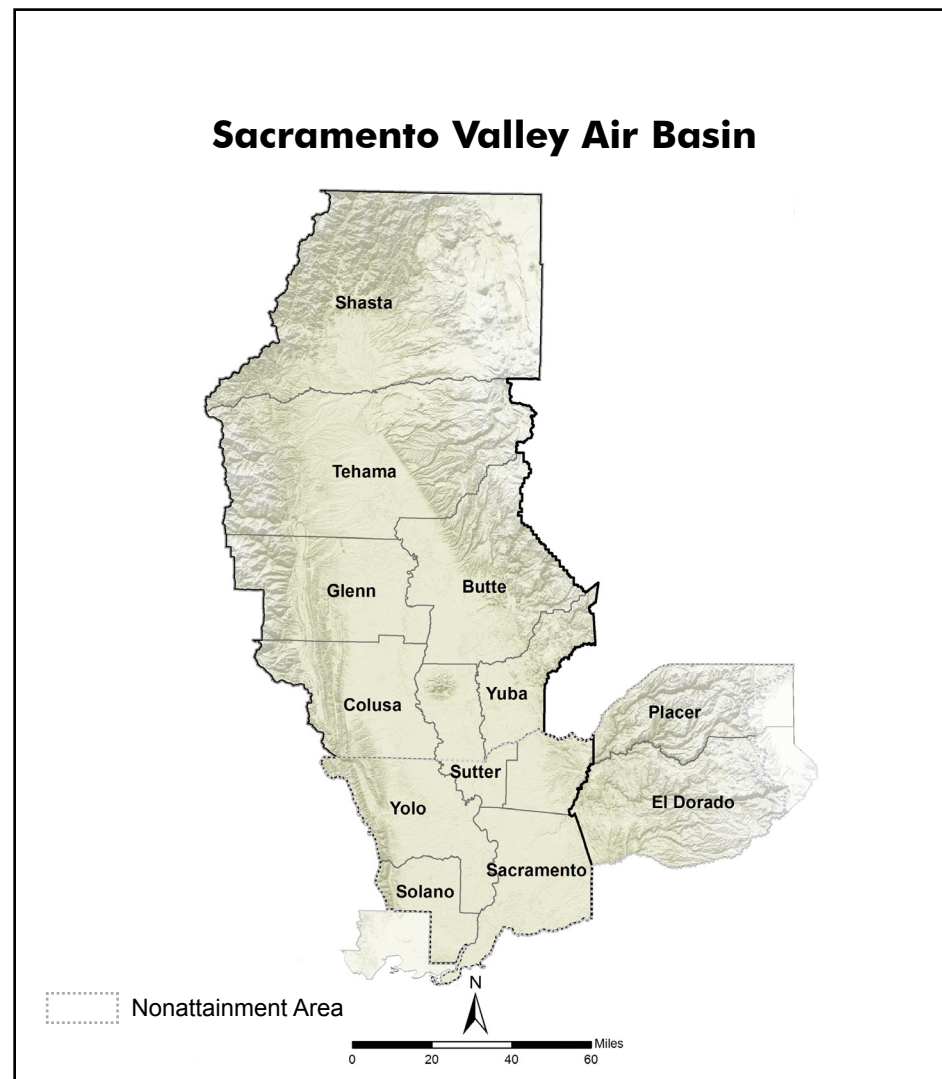 Sacramento Valley Air Basin
Shasta
Tehama
Glenn
Butte
Colusa
Yuba
Placer
Sutter
El Dorado
Yolo
Sacramento
Solano
N
Nonattainment Area
Miles
0 20 40 60